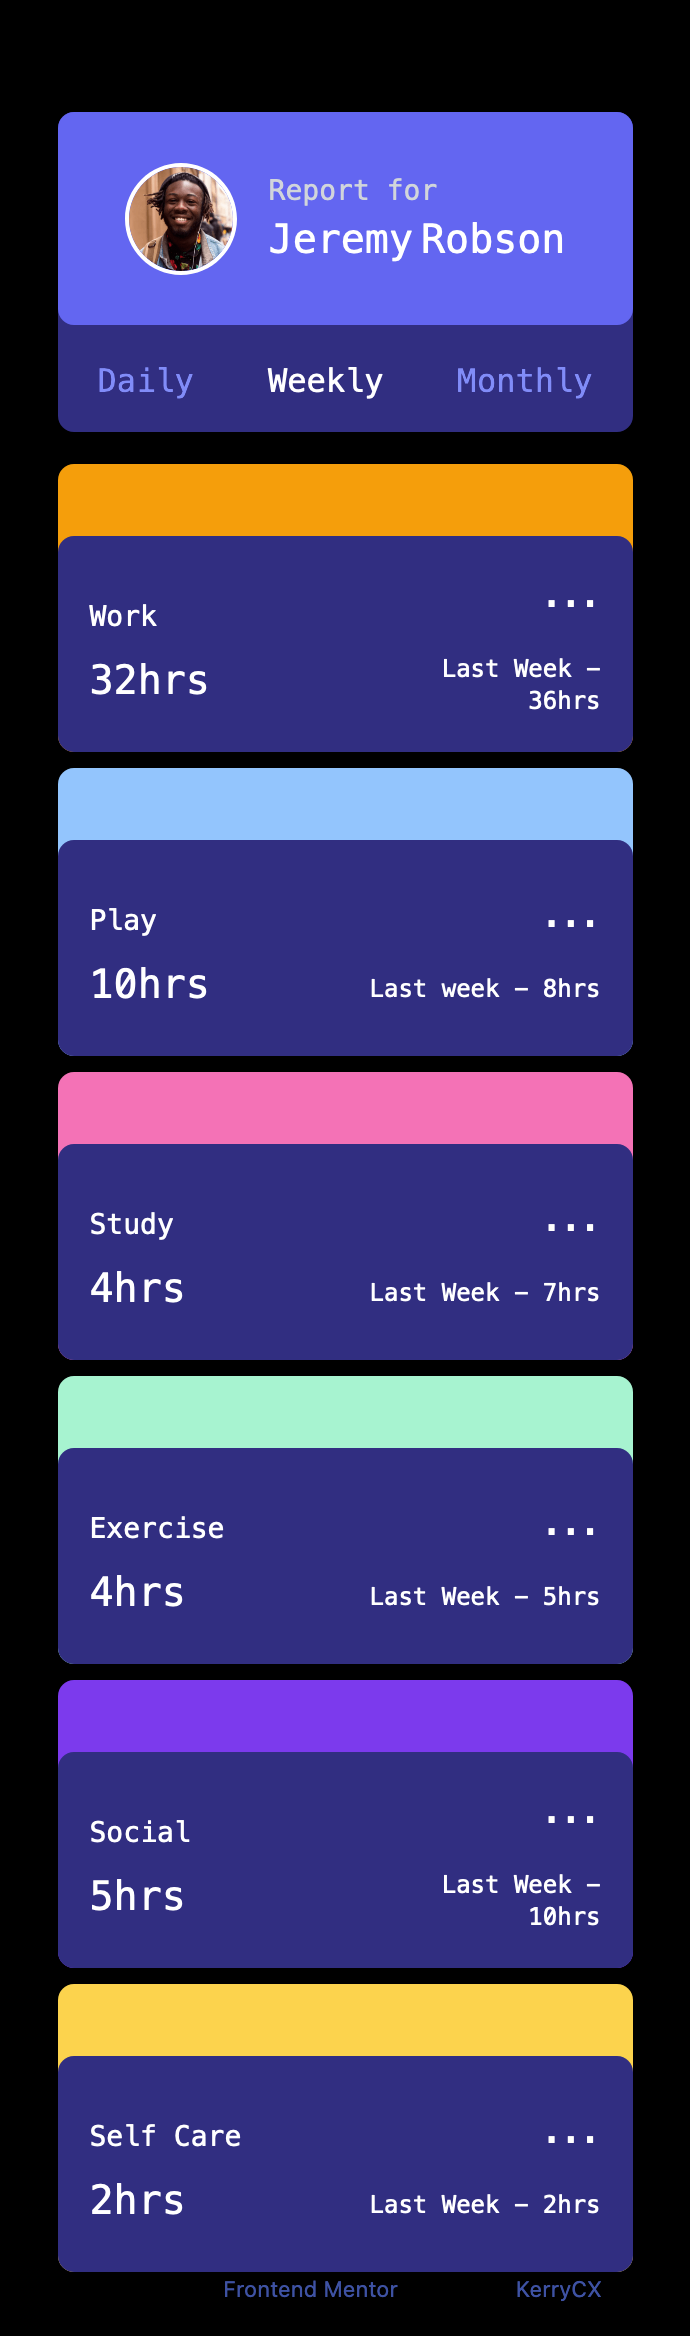 Report for
Jeremy Robson
Daily Weekly Monthly
Work
...
32hrs
Last Week -
36hrs
Play
...
10hrs
Last week - 8hrs
Study
...
4hrs
Last Week - 7hrs
Exercise
...
4hrs
Last Week - 5hrs
Social
...
5hrs
Last Week -
10hrs
Self Care
...
2hrs
Last Week - 2hrs
Frontend Mentor KerryCX